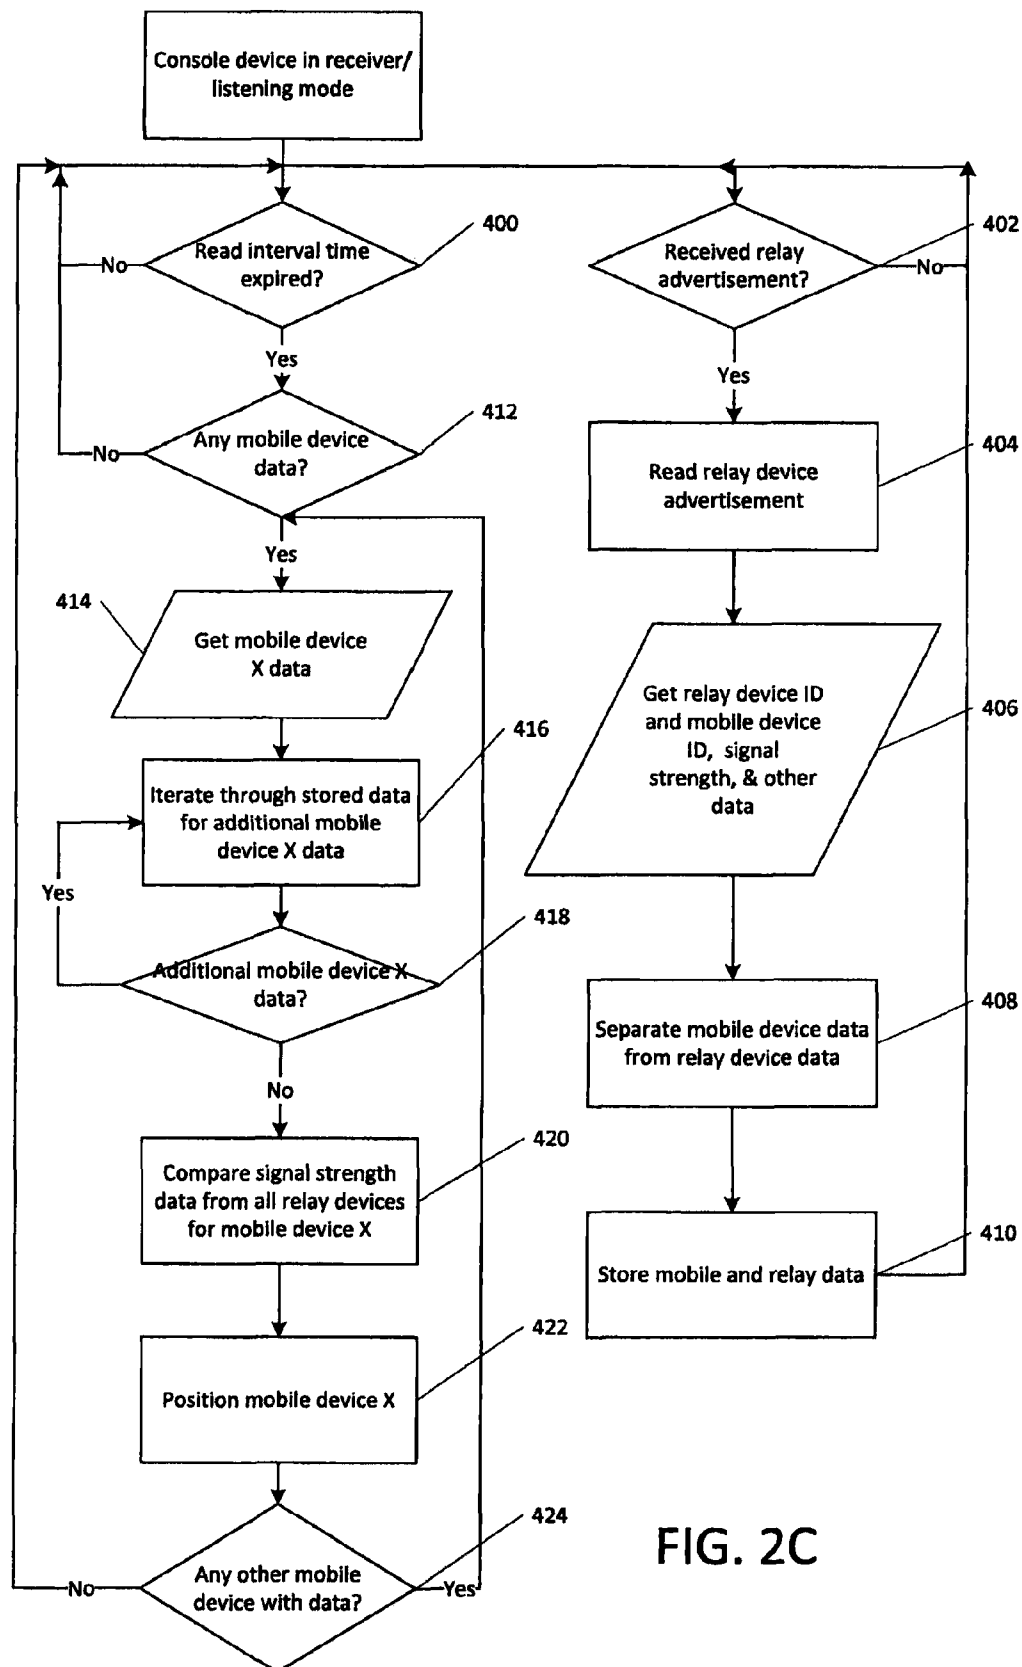 Console device in receiver/
listening mode
Read interval time
expired?
400
No
Yes
Any mobile device
data?
412
No
Yes
414
Get mobile device
X data
416
Iterate through stored data
for additional mobile
device X data
Yes
418
Additional mobile device X
data?
No
420
Compare signal strength
data from all relay devices
for mobile device X
422
Position mobile device X
424
Any other mobile
device with data?
No
Yes
402
Received relay
advertisement?
No
Yes
404
Read relay device
advertisement
Get relay device ID
and mobile device
ID, signal
strength, & other
data
406
408
Separate mobile device data
from relay device data
410
Store mobile and relay data
FIG. 2C